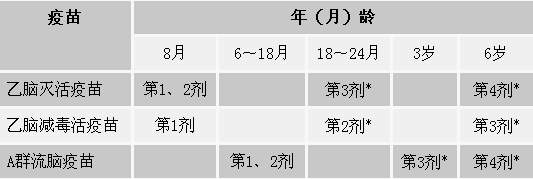 疫苗 年（月）龄
8月 6～18月 18～24月 3岁 6岁
乙脑灭活疫苗 第1、2剂 第3剂* 第4剂*
乙脑减毒活疫苗 第1剂 第2剂* 第3剂*
A群流脑疫苗 第1、2剂 第3剂* 第4剂*